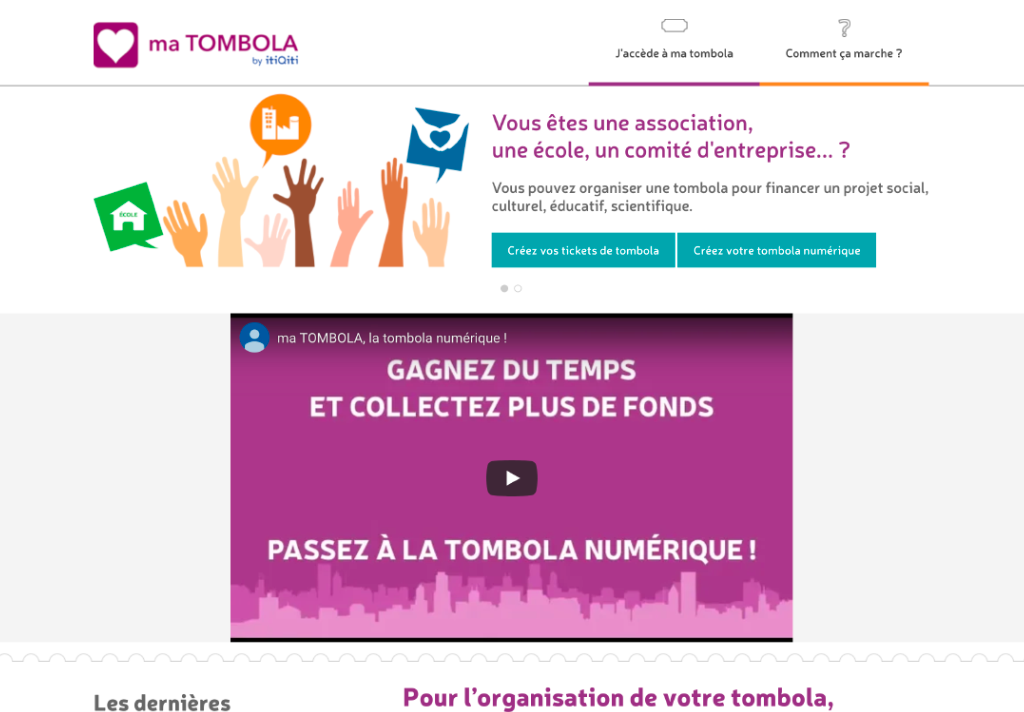 ma TOMBOLA
by itiQiti
J'accède à ma tombola
Comment ça marche ?
ÉCOLE
Vous êtes une association,
une école, un comité d'entreprise... ?
Vous pouvez organiser une tombola pour financer un projet social,
culturel, éducatif, scientifique.
Créez vos tickets de tombola
Créez votre tombola numérique
ma TOMBOLA, la tombola numérique !
GAGNEZ DU TEMPS
ET COLLECTEZ PLUS DE FONDS
PASSEZ À LA TOMBOLA NUMÉRIQUE !
Les dernières
Pour l'organisation de votre tombola,